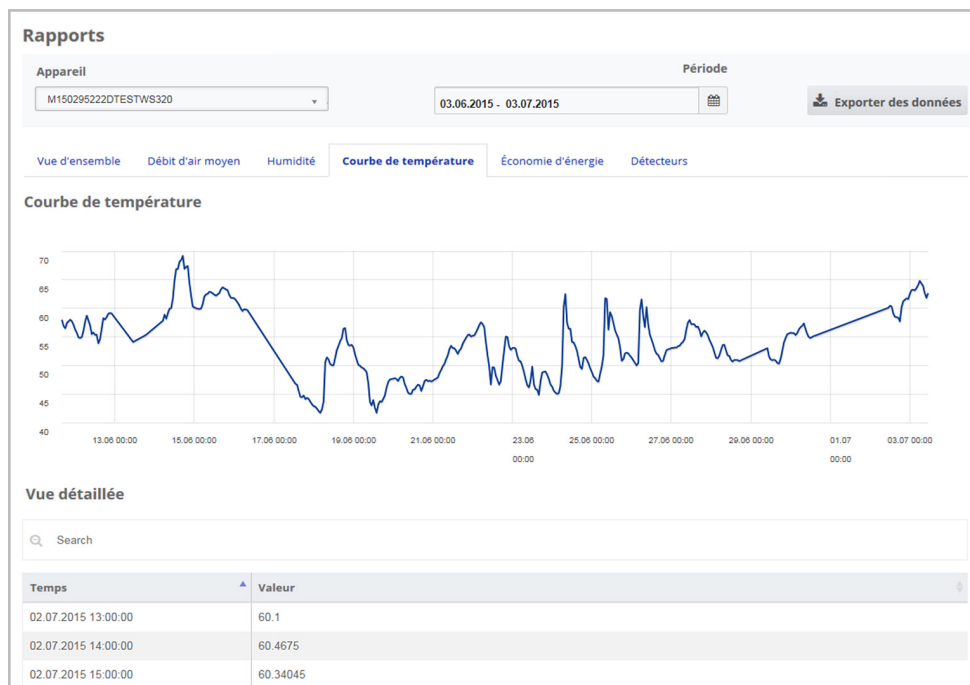 Rapports
Appareil
Période
M150295222DTESTWS320
03.06.2015 - 03.07.2015
Exporter des données
Vue d'ensemble Débit d'air moyen Humidité Courbe de température Économie d'énergie Détecteurs
Courbe de température
70
65
60
55
50
45
40
13.06 00:00 15.06 00:00 17.06 00:00 19.06 00:00 21.06 00:00 23.06 25.06 00:00 27.06 00:00 29.06 00:00 01.07 03.07 00:00
00:00 00:00
Vue détaillée
Search
Temps Valeur
02.07.2015 13:00:00 60.1
02.07.2015 14:00:00 60.4675
02.07.2015 15:00:00 60.34045